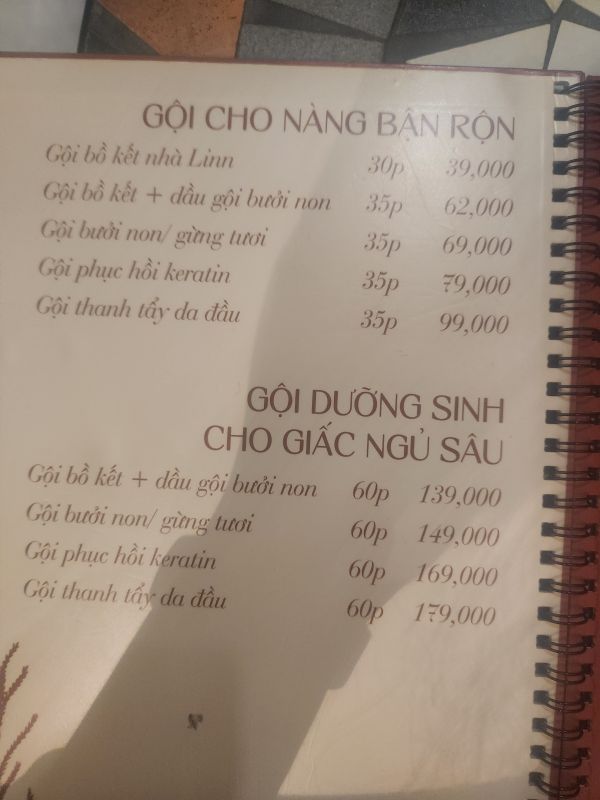 GỘI CHO NÀNG BẬN RỘN
Gội bồ kết nhà Linn 30p 39,000
Gội bồ kết + dầu gội bưởi non 35p 62,000
Gội bưởi non/ gừng tươi 35p 69,000
Gội phục hồi keratin 35p 79,000
Gội thanh tẩy da đầu 35p 99,000
GỘI DƯỠNG SINH
CHO GIẤC NGỦ SÂU
Gội bồ kết + dầu gội bưởi non 60p 139,000
Gội bưởi non/ gừng tươi 60p 149,000
Gội phục hồi keratin 60p 169,000
Gội thanh tẩy da đầu 60p 179,000